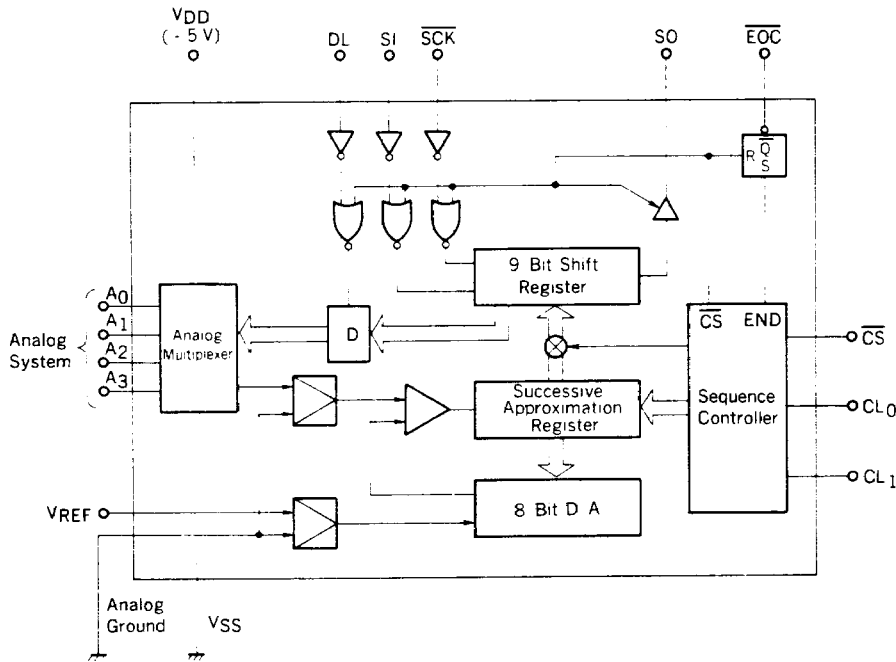 VDD
(-5V)
DL
SI
SCK
SO
EOC
R
Q
S
9 Bit Shift
Register
A0
A1
A2
A3
Analog
System
Analog
Multiplexer
D
CS
END
CS
Successive
Approximation
Register
Sequence
Controller
CL0
CL1
VREF
8 Bit D A
Analog
Ground
VSS